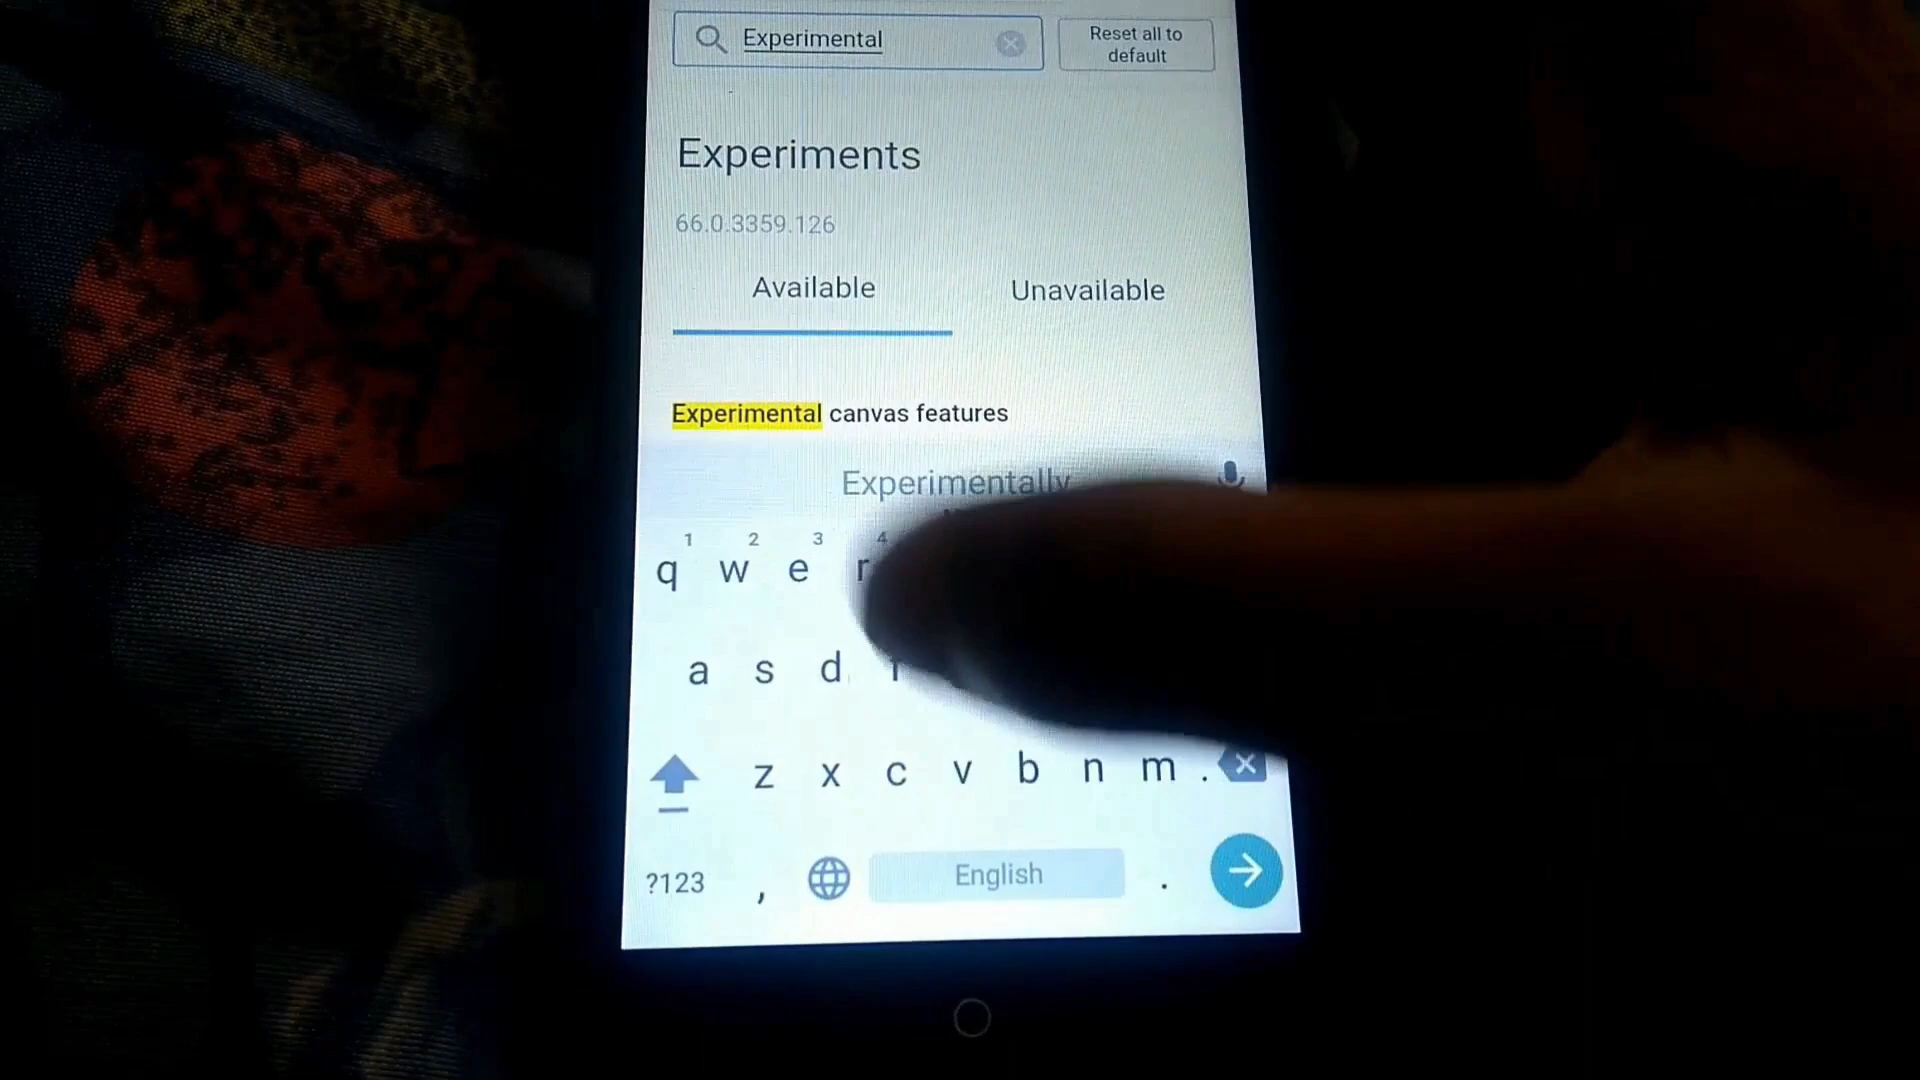 Experimental
Reset all to
default
Experiments
66.0.3359.126
Available
Unavailable
Experimental canvas features
Experimentally
1 2 3 4
q w e r
a s d f
z x c v b n m .
?123 , English .